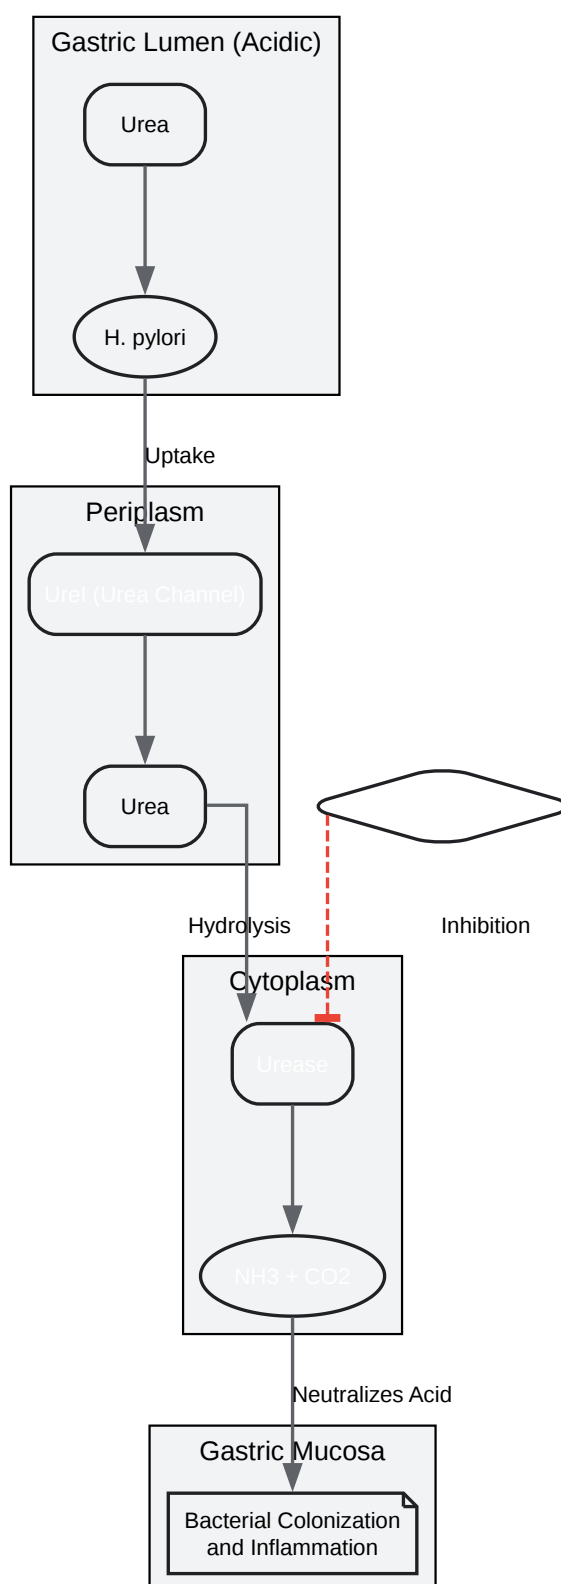 Gastric Lumen (Acidic)
Urea
H. pylori
Uptake
Periplasm
UreI (Urea Channel)
Urea
Hydrolysis
Inhibition
Cytoplasm
Urease
NH3 + CO2
Neutralizes Acid
Gastric Mucosa
Bacterial Colonization
and Inflammation